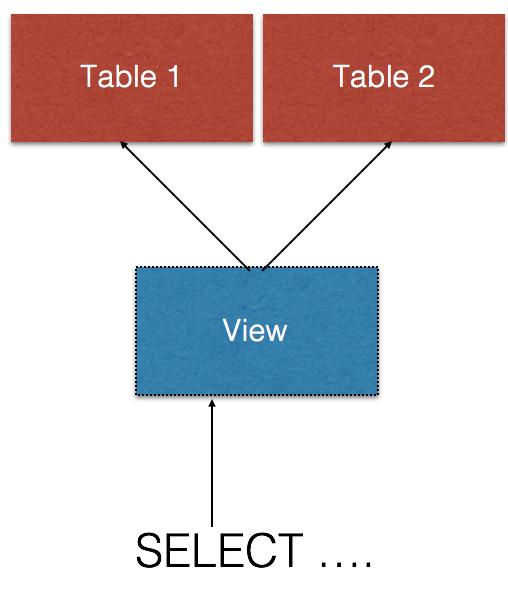 Table 1
Table 2
View
SELECT ....